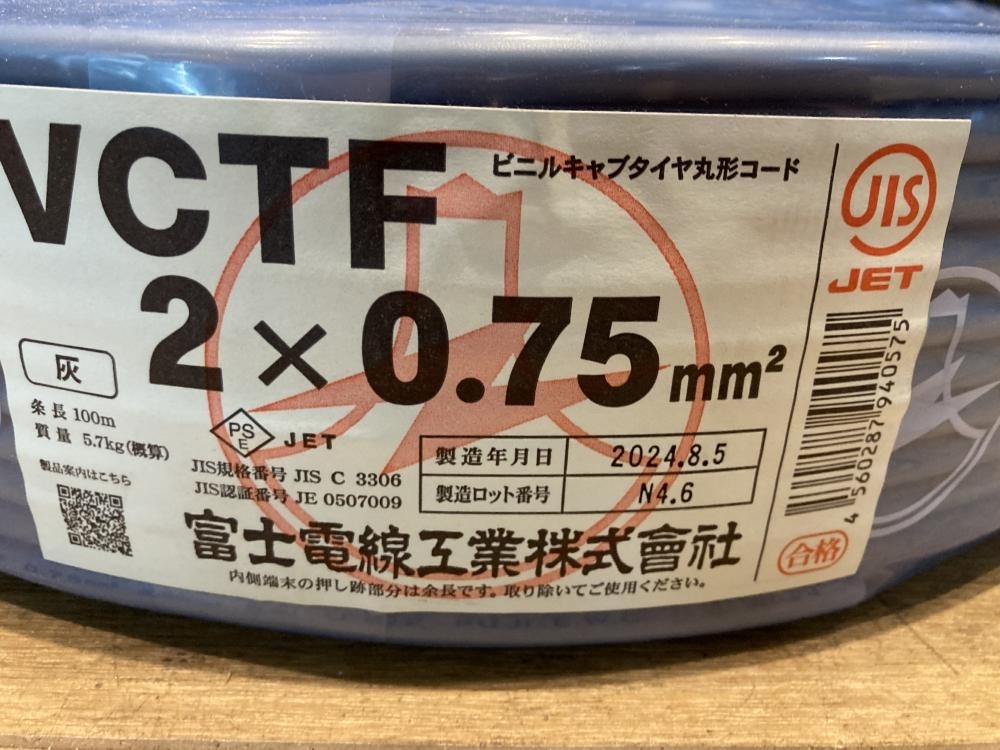 VCTF
ビニルキャブタイヤ丸形コード
2×0.75mm²
灰
条長 100m
質量 5.7kg(概算)
製品案内はこちら
PSE JET
JIS規格番号 JIS C 3306
JIS認証番号 JE 0507009
製造年月日 2024.8.5
製造ロット番号 N4.6
富士電線工業株式會社
内側端末の押し跡部分は余長です。取り除いてご使用ください。
JIS
JET
4 560287 940575
合格